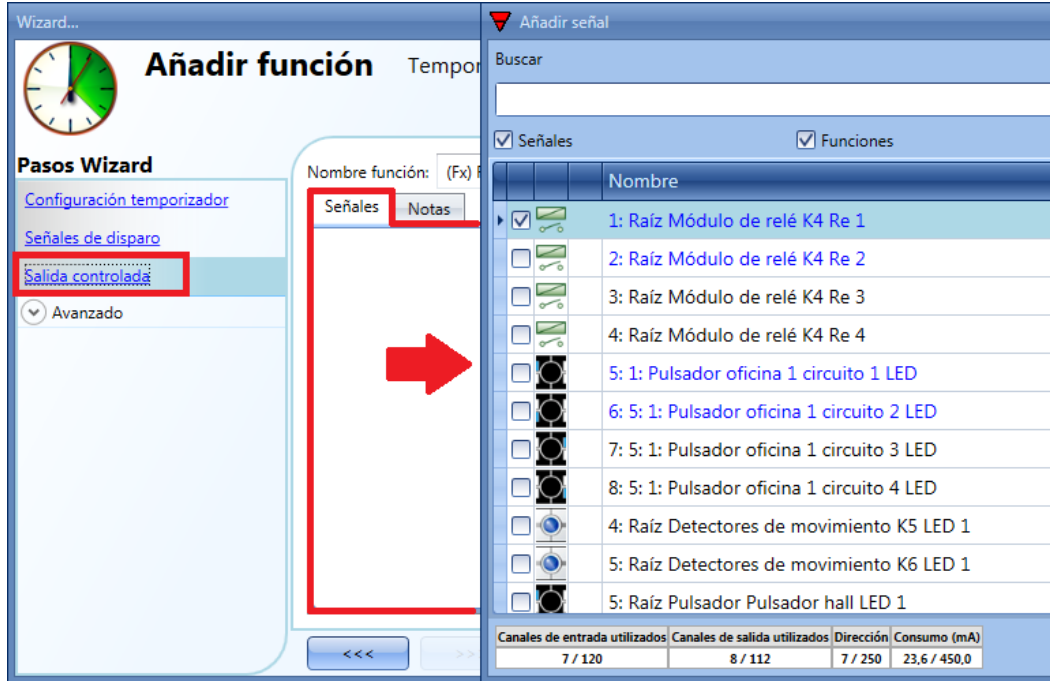 Wizard...
Añadir función Tempor
Pasos Wizard
Configuración temporizador
Señales de disparo
Salida controlada
Avanzado
Nombre función: (Fx) F
Señales Notas
<<< >>
Añadir señal
Buscar
Señales Funciones
Nombre
1: Raíz Módulo de relé K4 Re 1
2: Raíz Módulo de relé K4 Re 2
3: Raíz Módulo de relé K4 Re 3
4: Raíz Módulo de relé K4 Re 4
5: 1: Pulsador oficina 1 circuito 1 LED
6: 5: 1: Pulsador oficina 1 circuito 2 LED
7: 5: 1: Pulsador oficina 1 circuito 3 LED
8: 5: 1: Pulsador oficina 1 circuito 4 LED
4: Raíz Detectores de movimiento K5 LED 1
5: Raíz Detectores de movimiento K6 LED 1
5: Raíz Pulsador Pulsador hall LED 1
Canales de entrada utilizados Canales de salida utilizados Dirección Consumo (mA)
7 / 120 8 / 112 7 / 250 23,6 / 450,0